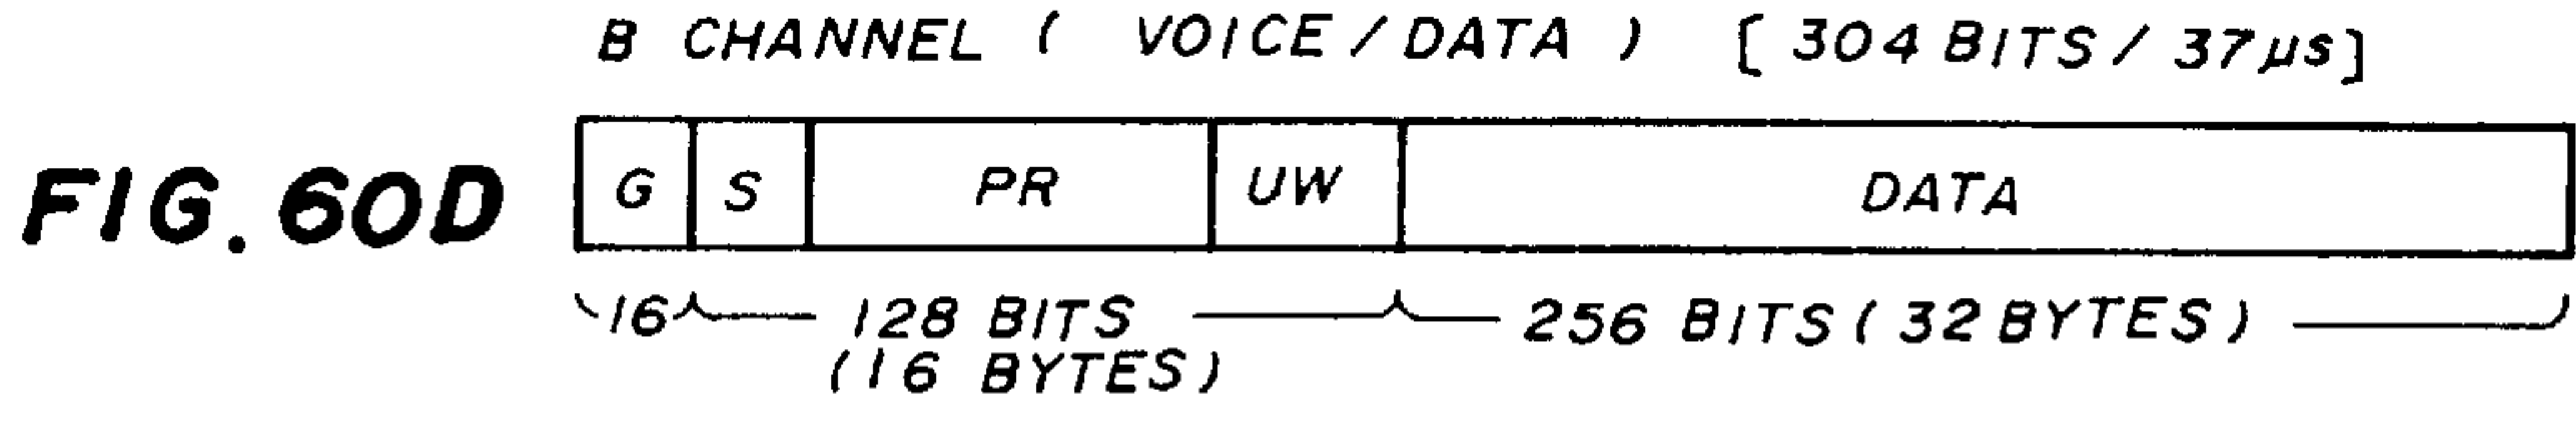 B CHANNEL ( VOICE / DATA ) [ 304 BITS / 37µs]
FIG. 60D
G S PR UW DATA
16 128 BITS 256 BITS ( 32 BYTES )
(16 BYTES)